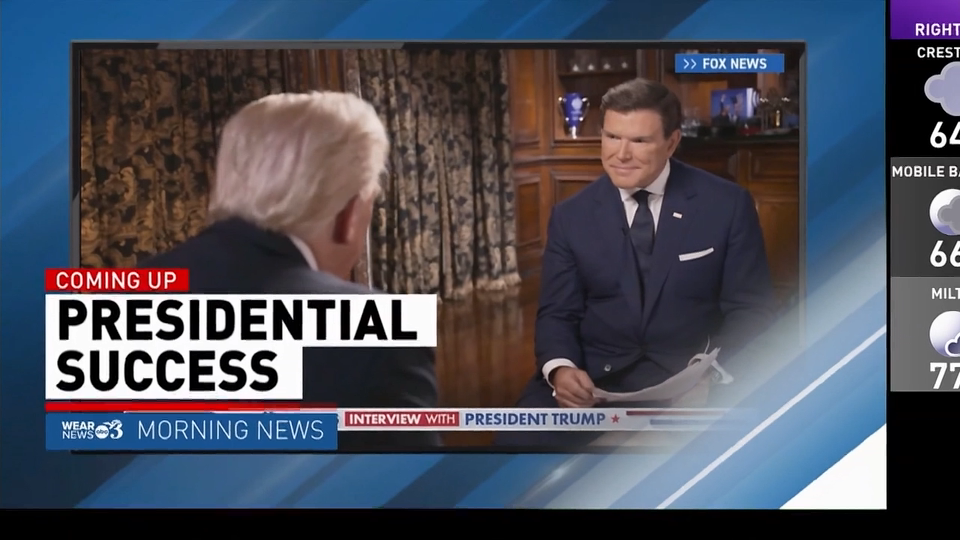 >> FOX NEWS
COMING UP
PRESIDENTIAL
SUCCESS
INTERVIEW WITH PRESIDENT TRUMP
WEAR
NEWS abc 3
MORNING NEWS
RIGHT
CREST
64
MOBILE BA
66
MILT
77